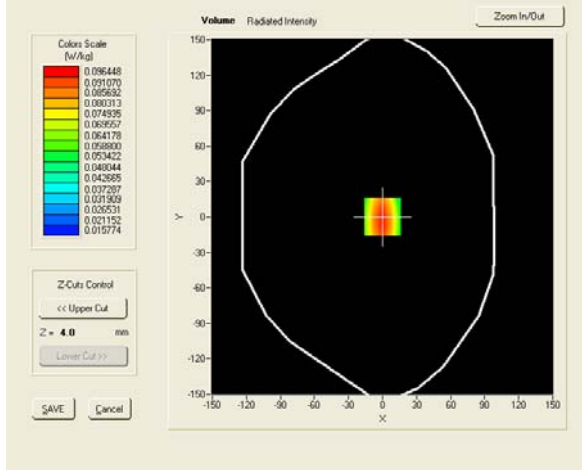 Volume Radiated Intensity
Zoom In/Out
Colors Scale
(W/kg)
0.096448
0.091070
0.085692
0.080313
0.074935
0.069557
0.064178
0.058800
0.053422
0.048044
0.042665
0.037287
0.031909
0.026531
0.021152
0.015774
Z-Cuts Control
<< Upper Cut
Z = 4.0 mm
Lower Cut >>
SAVE
Cancel
150
120
90
60
30
0
-30
-60
-90
-120
-150
Y
-150 -120 -90 -60 -30 0 30 60 90 120 150
X